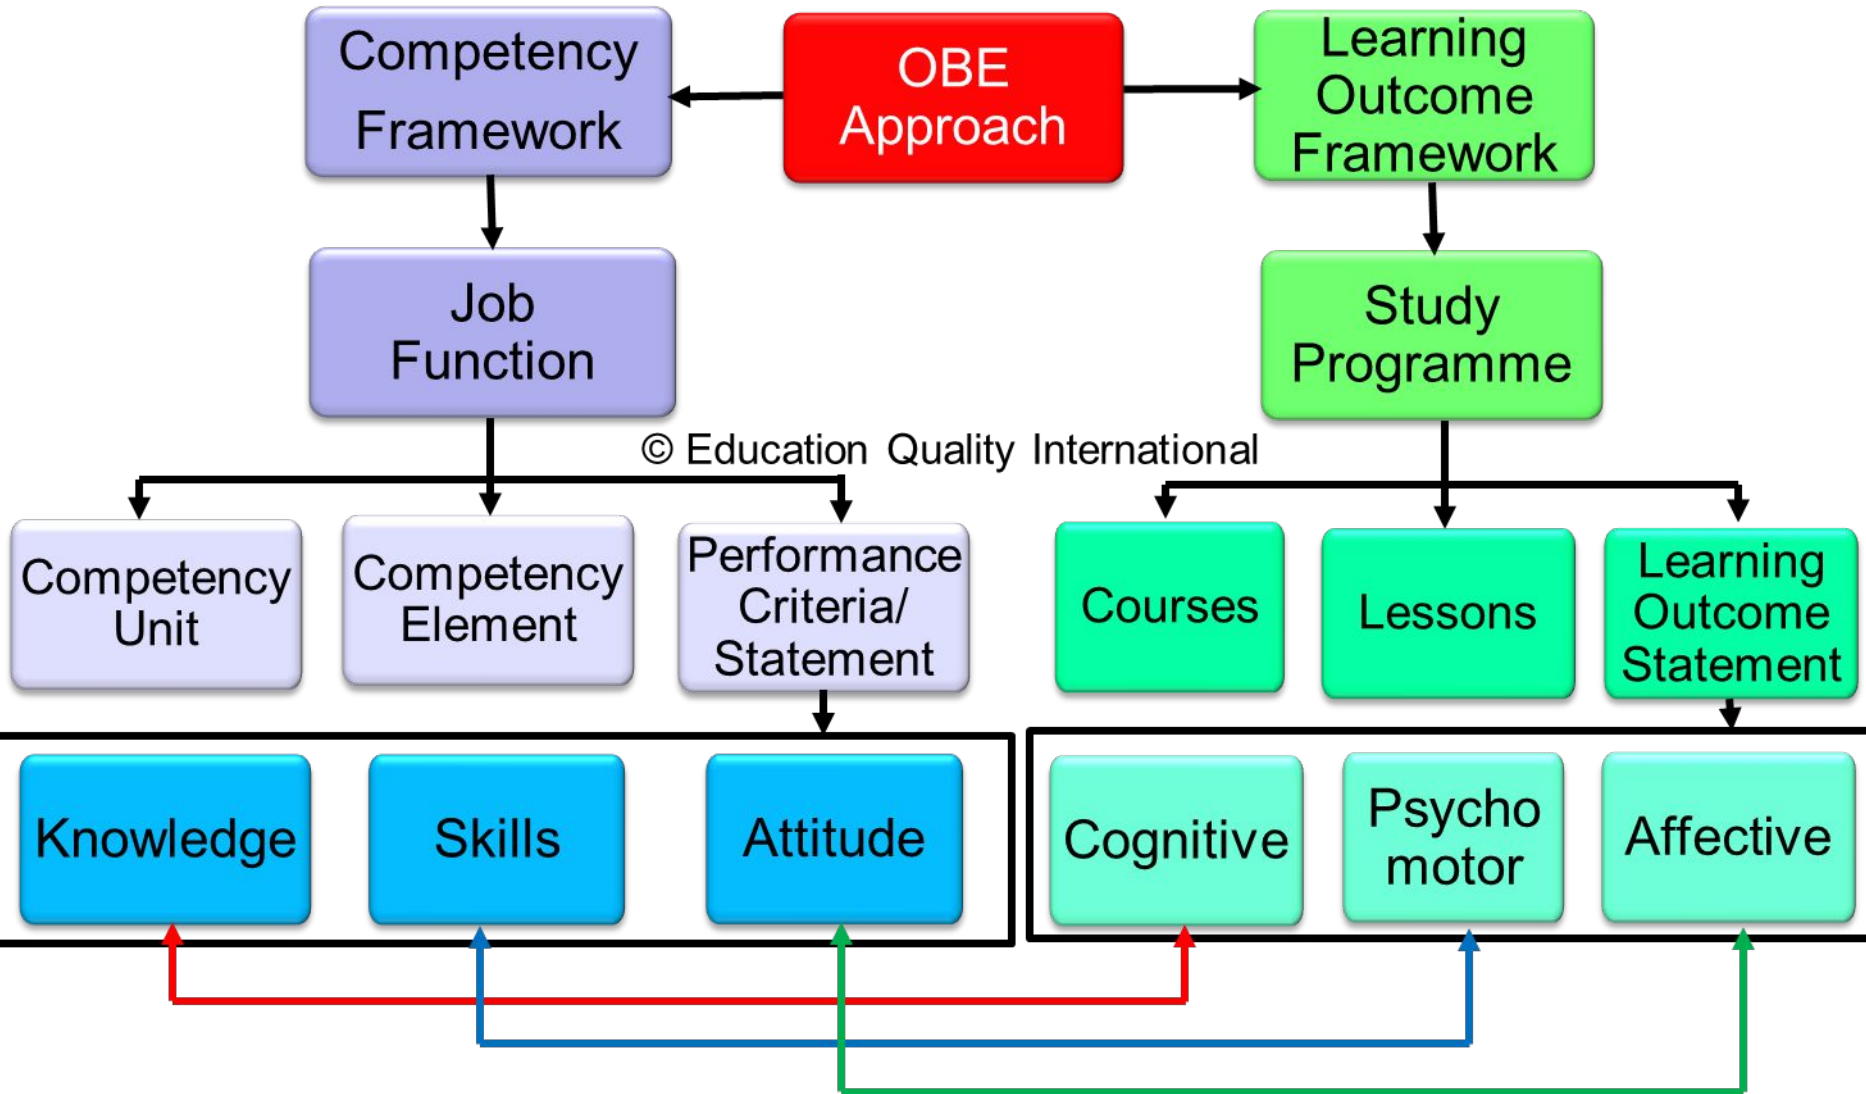 Competency
Framework
OBE
Approach
Learning
Outcome
Framework
Job
Function
Study
Programme
© Education Quality International
Competency
Unit
Competency
Element
Performance
Criteria/
Statement
Courses
Lessons
Learning
Outcome
Statement
Knowledge
Skills
Attitude
Cognitive
Psycho
motor
Affective